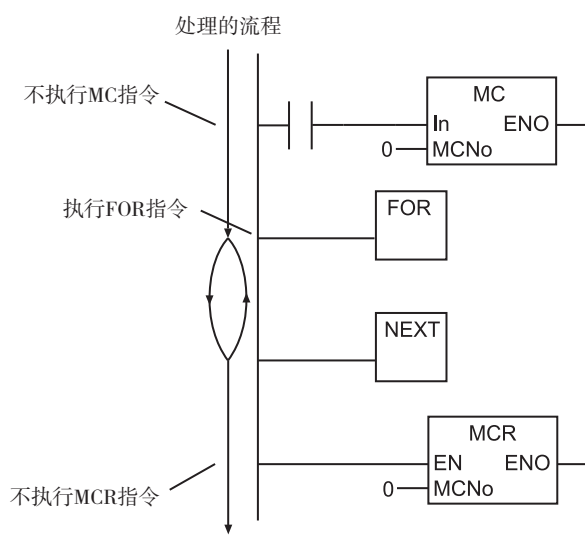 处理的流程
不执行MC指令
MC
In ENO
0 MCNo
执行FOR指令
FOR
NEXT
MCR
EN ENO
不执行MCR指令
0 MCNo